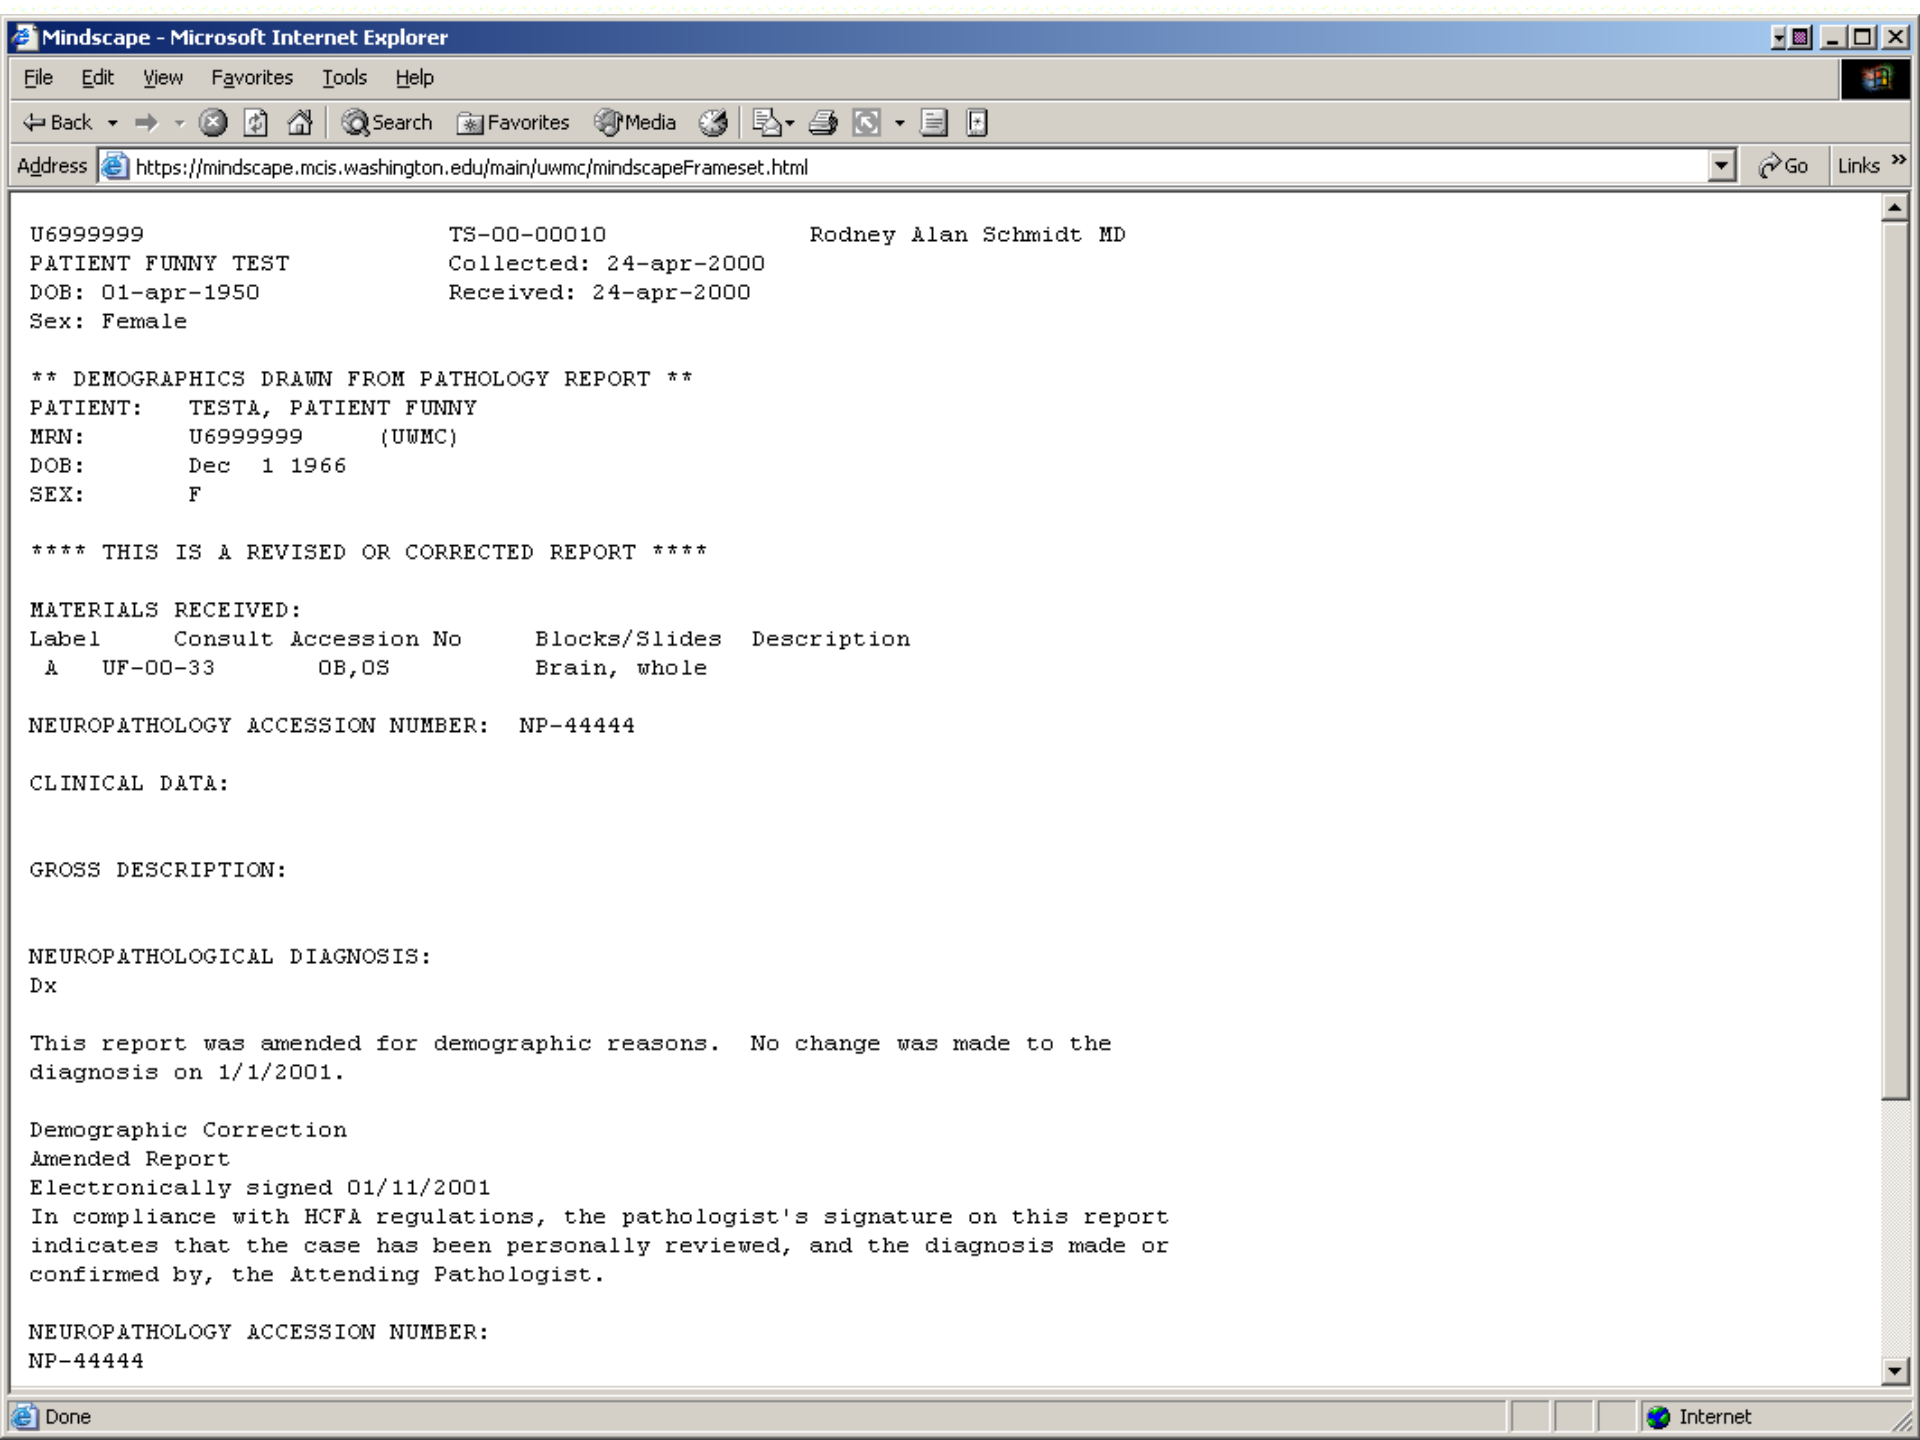 Mindscape - Microsoft Internet Explorer
File Edit View Favorites Tools Help
Back Search Favorites Media
Address https://mindscape.mcis.washington.edu/main/uwmc/mindscapeFrameset.html Go Links »
U6999999 TS-00-00010 Rodney Alan Schmidt MD
PATIENT FUNNY TEST Collected: 24-apr-2000
DOB: 01-apr-1950 Received: 24-apr-2000
Sex: Female
** DEMOGRAPHICS DRAWN FROM PATHOLOGY REPORT **
PATIENT: TESTA, PATIENT FUNNY
MRN: U6999999 (UWMC)
DOB: Dec 1 1966
SEX: F
**** THIS IS A REVISED OR CORRECTED REPORT ****
MATERIALS RECEIVED:
Label Consult Accession No Blocks/Slides Description
A UF-00-33 0B,0S Brain, whole
NEUROPATHOLOGY ACCESSION NUMBER: NP-44444
CLINICAL DATA:
GROSS DESCRIPTION:
NEUROPATHOLOGICAL DIAGNOSIS:
Dx
This report was amended for demographic reasons. No change was made to the
diagnosis on 1/1/2001.
Demographic Correction
Amended Report
Electronically signed 01/11/2001
In compliance with HCFA regulations, the pathologist's signature on this report
indicates that the case has been personally reviewed, and the diagnosis made or
confirmed by, the Attending Pathologist.
NEUROPATHOLOGY ACCESSION NUMBER:
NP-44444
Done Internet